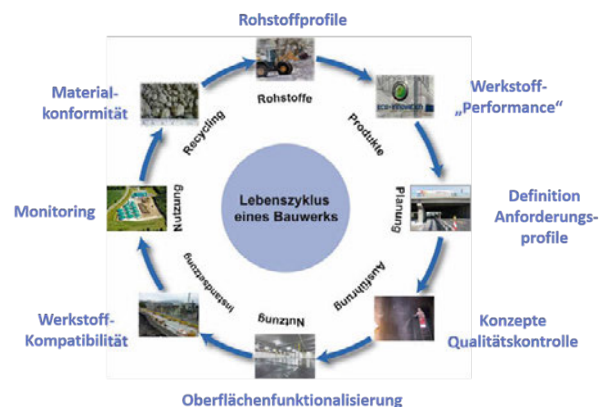 Rohstoffprofile
Rohstoffe
Werkstoff-
„Performance“
Produkte
Definition
Anforderungs-
profile
Planung
Konzepte
Qualitätskontrolle
Ausführung
Oberflächenfunktionalisierung
Nutzung
Werkstoff-
Kompatibilität
Instandsetzung
Monitoring
Nutzung
Material-
konformität
Recycling
Lebenszyklus
eines Bauwerks